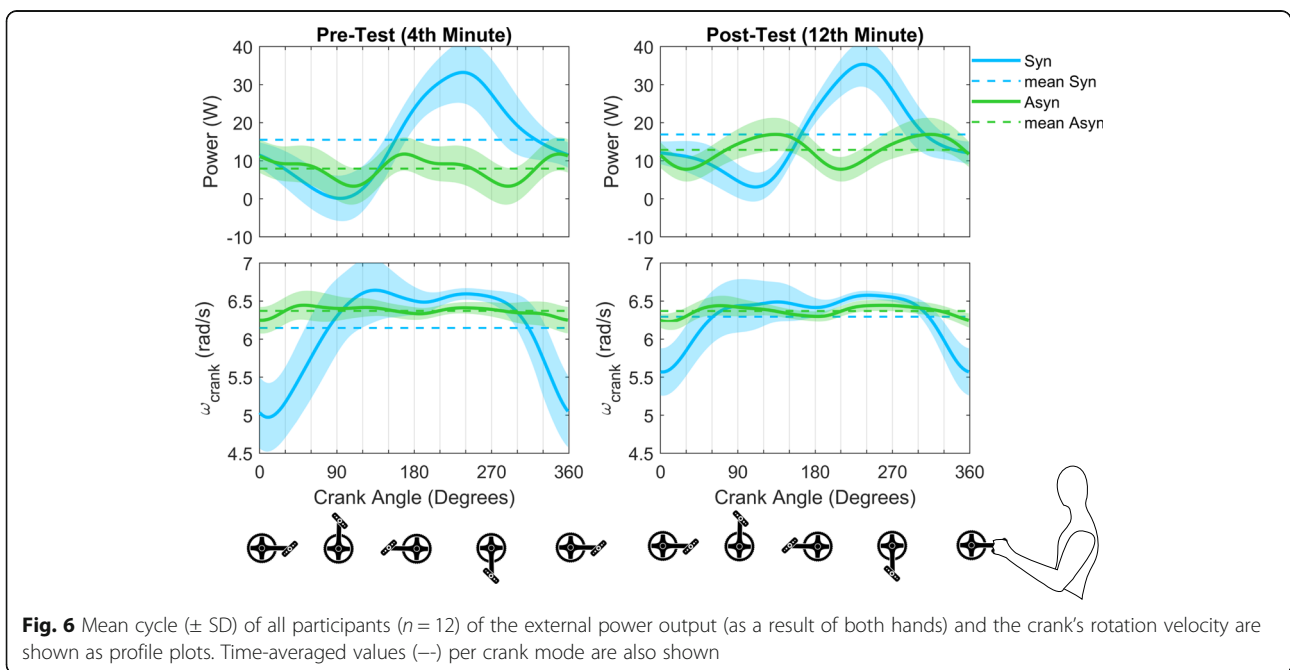 Pre-Test (4th Minute)
Post-Test (12th Minute)
40
30
20
10
0
-10
Power (W)
40
30
20
10
0
-10
Power (W)
Syn
mean Syn
Asyn
mean Asyn
7
6.5
6
5.5
5
4.5
ω crank (rad/s)
0 90 180 270 360
Crank Angle (Degrees)
7
6.5
6
5.5
5
4.5
ω crank (rad/s)
0 90 180 270 360
Crank Angle (Degrees)
Fig. 6 Mean cycle (± SD) of all participants (n = 12) of the external power output (as a result of both hands) and the crank's rotation velocity are
shown as profile plots. Time-averaged values (---) per crank mode are also shown